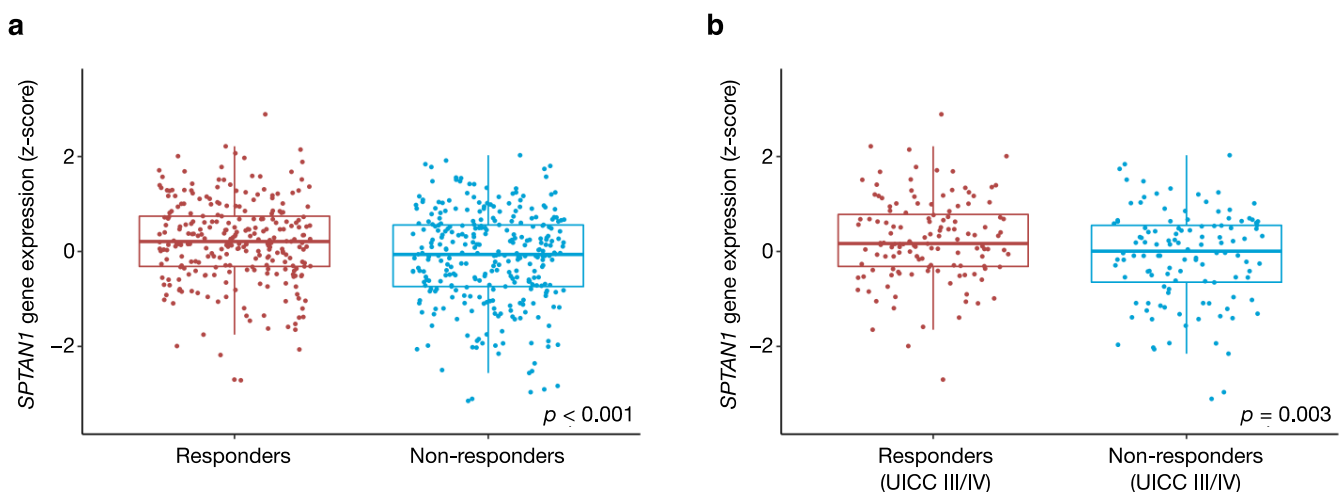 a
SPTAN1 gene expression (z-score)
2
0
−2
p < 0.001
Responders
Non-responders
b
SPTAN1 gene expression (z-score)
2
0
−2
p = 0.003
Responders
(UICC III/IV)
Non-responders
(UICC III/IV)